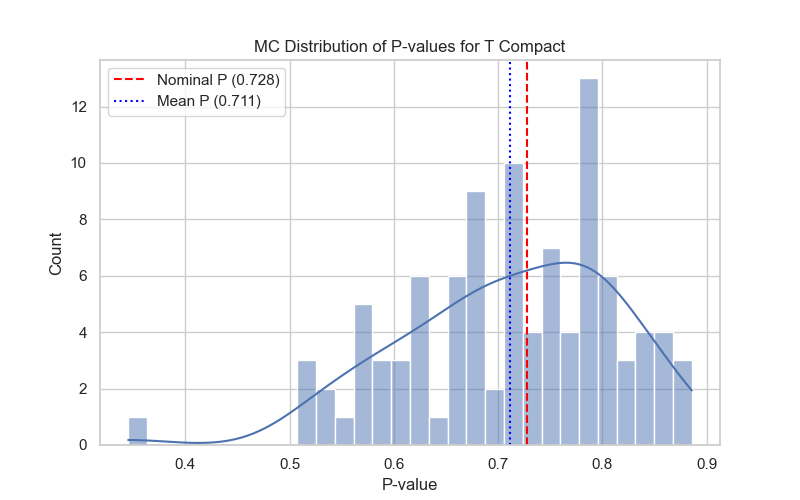 MC Distribution of P-values for T Compact
Nominal P (0.728)
Mean P (0.711)
Count
12
10
8
6
4
2
0
0.4 0.5 0.6 0.7 0.8 0.9
P-value